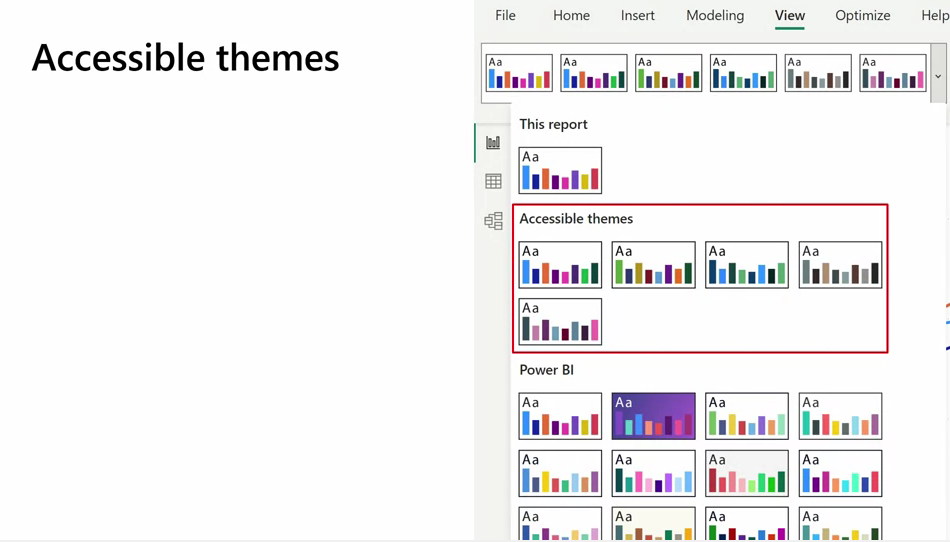 Accessible themes
File Home Insert Modeling View Optimize Help
Aa Aa Aa Aa Aa Aa
This report
Aa
Accessible themes
Aa Aa Aa Aa
Aa
Power BI
Aa Aa Aa Aa
Aa Aa Aa Aa
Aa Aa Aa Aa